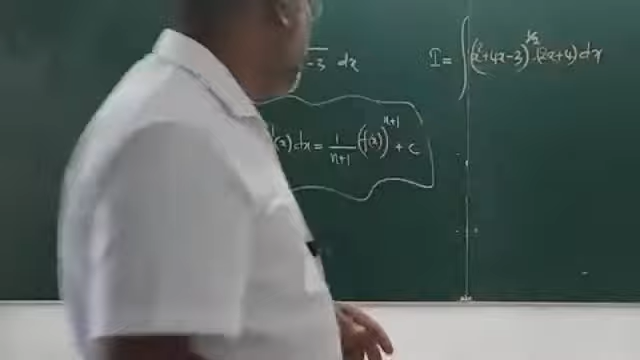 -3 dx
(x) dx = 1/(n+1) (f(x))^(n+1) + c
I = ∫(x²+4x-3)^(1/2) . (2x+4) dx